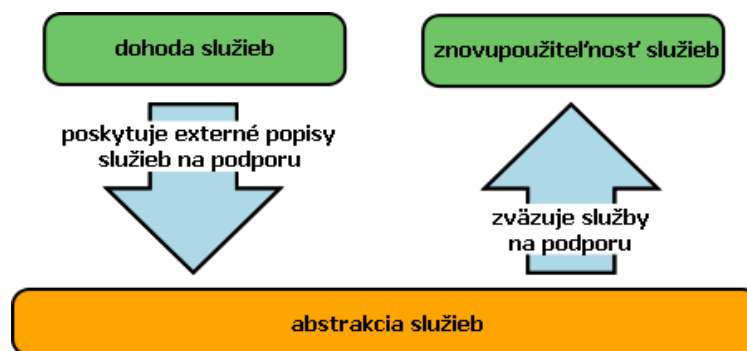 dohoda služieb
znovupoužiteľnosť služieb
poskytuje externé popisy
služieb na podporu
zväzuje služby
na podporu
abstrakcia služieb